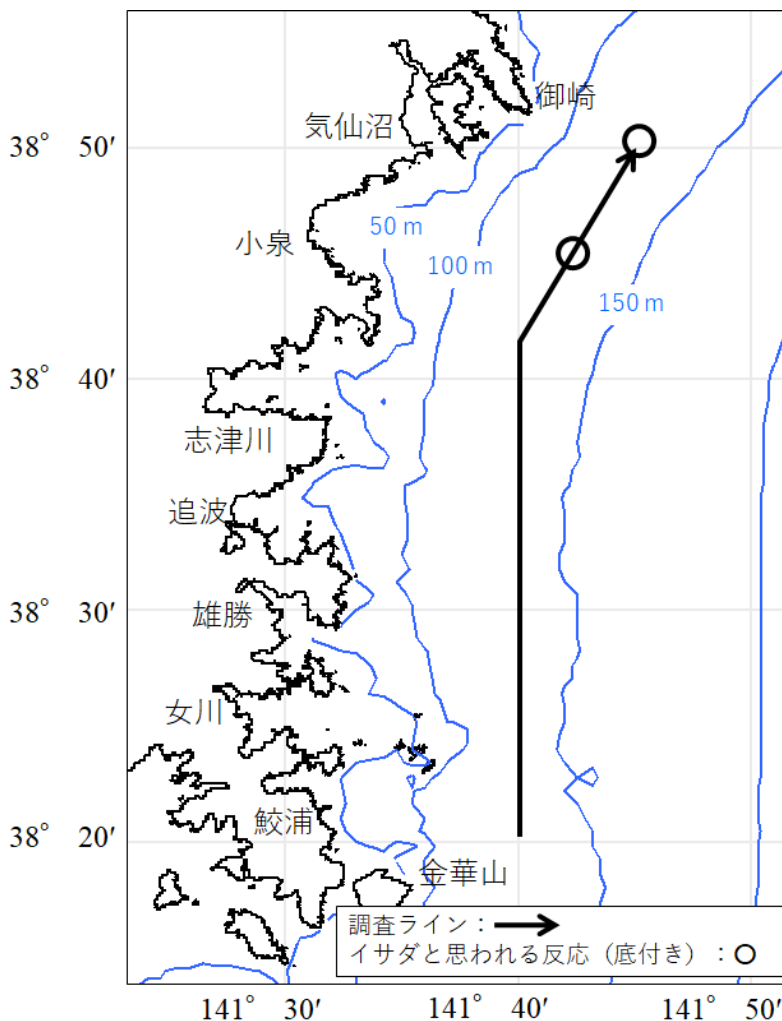 御崎
気仙沼
38° 50′
50 m
小泉
100 m
150 m
38° 40′
志津川
追波
38° 30′
雄勝
女川
鮫浦
38° 20′
金華山
調査ライン：
イサダと思われる反応（底付き）：
141° 30′
141° 40′
141° 50′